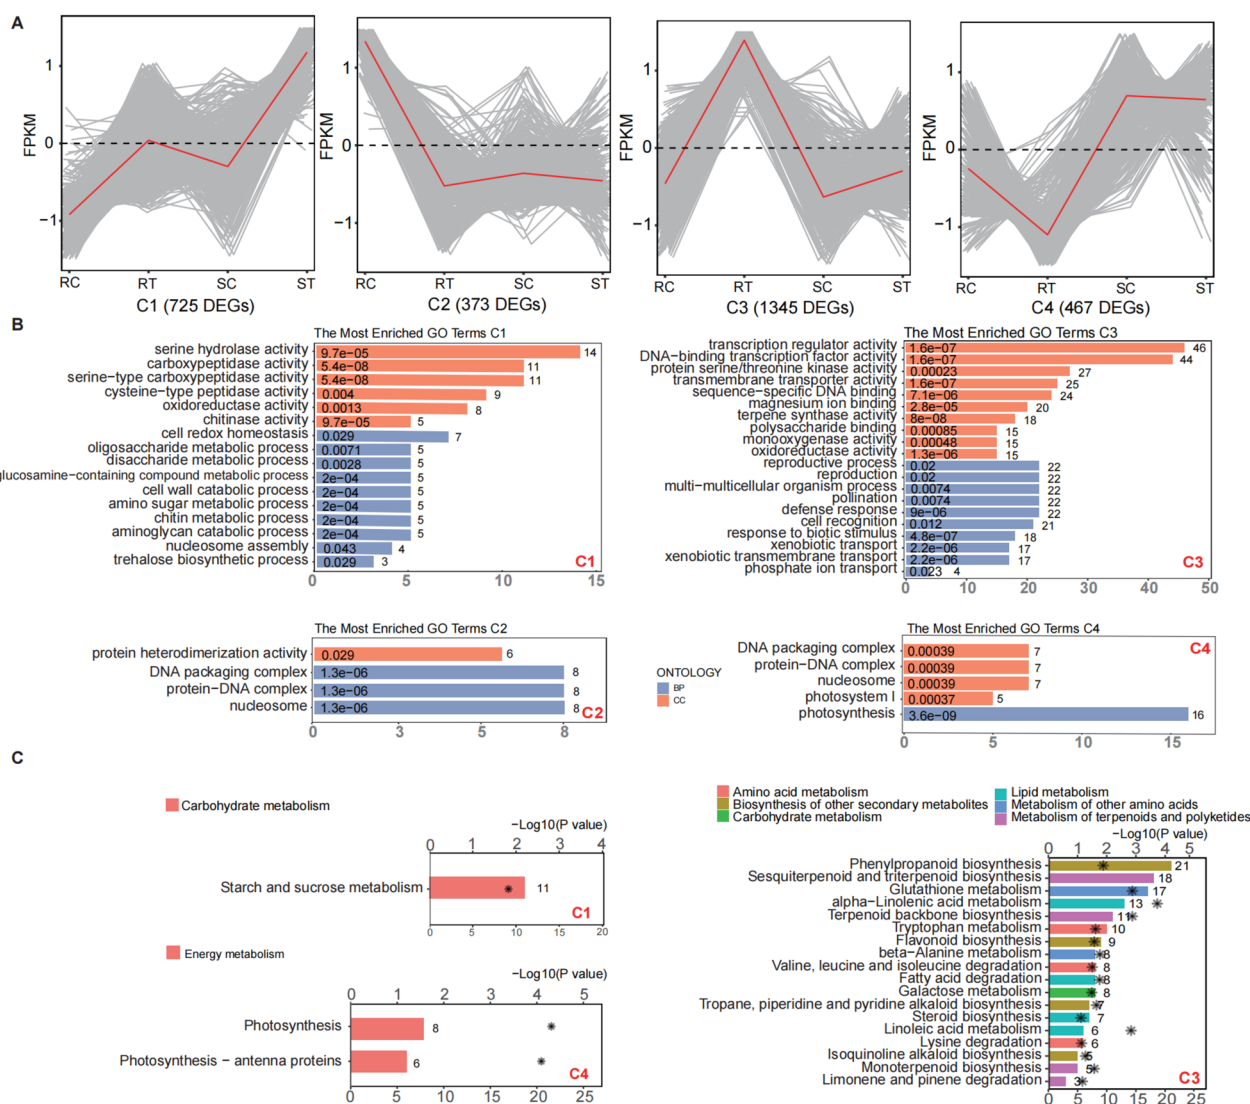 A
FPKM
1
0
−1
RC RT SC ST
C1 (725 DEGs)
FPKM
1
0
−1
RC RT SC ST
C2 (373 DEGs)
FPKM
1
0
−1
RC RT SC ST
C3 (1345 DEGs)
FPKM
1
0
−1
RC RT SC ST
C4 (467 DEGs)
B
The Most Enriched GO Terms C1
serine hydrolase activity 9.7e−05 14
carboxypeptidase activity 5.4e−08 11
serine−type carboxypeptidase activity 5.4e−08 11
cysteine−type peptidase activity 0.004 9
oxidoreductase activity 0.0013 8
chitinase activity 9.7e−05 5
cell redox homeostasis 0.029 7
oligosaccharide metabolic process 0.0071 5
disaccharide metabolic process 0.0028 5
glucosamine−containing compound metabolic process 2e−04 5
cell wall catabolic process 2e−04 5
amino sugar metabolic process 2e−04 5
chitin metabolic process 2e−04 5
aminoglycan catabolic process 2e−04 5
nucleosome assembly 0.043 4
trehalose biosynthetic process 0.029 3
C1
0 5 10 15
The Most Enriched GO Terms C3
transcription regulator activity 1.6e−07 46
DNA−binding transcription factor activity 1.6e−07 44
protein serine/threonine kinase activity 0.00023 27
transmembrane transporter activity 1.6e−07 25
sequence−specific DNA binding 7.1e−06 24
magnesium ion binding 2.8e−05 20
terpene synthase activity 8e−08 18
polysaccharide binding 0.00085 15
monooxygenase activity 0.00048 15
oxidoreductase activity 1.3e−06 15
reproductive process 0.02 22
reproduction 0.02 22
multi−multicellular organism process 0.0074 22
pollination 0.0074 22
defense response 9e−06 22
cell recognition 0.012 21
response to biotic stimulus 4.8e−07 18
xenobiotic transport 2.2e−06 17
xenobiotic transmembrane transport 2.2e−06 17
phosphate ion transport 0.023 4
C3
0 10 20 30 40 50
The Most Enriched GO Terms C2
protein heterodimerization activity 0.029 6
DNA packaging complex 1.3e−06 8
protein−DNA complex 1.3e−06 8
nucleosome 1.3e−06 8
C2
0 3 5 8
ONTOLOGY
BP
CC
The Most Enriched GO Terms C4
DNA packaging complex 0.00039 7
protein−DNA complex 0.00039 7
nucleosome 0.00039 7
photosystem I 0.00037 5
photosynthesis 3.6e−09 16
C4
0 5 10 15
C
Carbohydrate metabolism
−Log10(P value)
0 1 2 3 4
Starch and sucrose metabolism 11
C1
0 5 10 15 20
Energy metabolism
−Log10(P value)
0 1 2 3 4 5
Photosynthesis 8
Photosynthesis − antenna proteins 6
C4
0 5 10 15 20 25
Amino acid metabolism
Biosynthesis of other secondary metabolites
Carbohydrate metabolism
Lipid metabolism
Metabolism of other amino acids
Metabolism of terpenoids and polyketides
−Log10(P value)
0 1 2 3 4 5
Phenylpropanoid biosynthesis 21
Sesquiterpenoid and triterpenoid biosynthesis 18
Glutathione metabolism 17
alpha−Linolenic acid metabolism 13
Terpenoid backbone biosynthesis 11
Tryptophan metabolism 10
Flavonoid biosynthesis 9
beta−Alanine metabolism 8
Valine, leucine and isoleucine degradation 8
Fatty acid degradation 8
Galactose metabolism 8
Tropane, piperidine and pyridine alkaloid biosynthesis 7
Steroid biosynthesis 7
Linoleic acid metabolism 6
Lysine degradation 6
Isoquinoline alkaloid biosynthesis 5
Monoterpenoid biosynthesis 5
Limonene and pinene degradation 3
C3
0 5 10 15 20 25